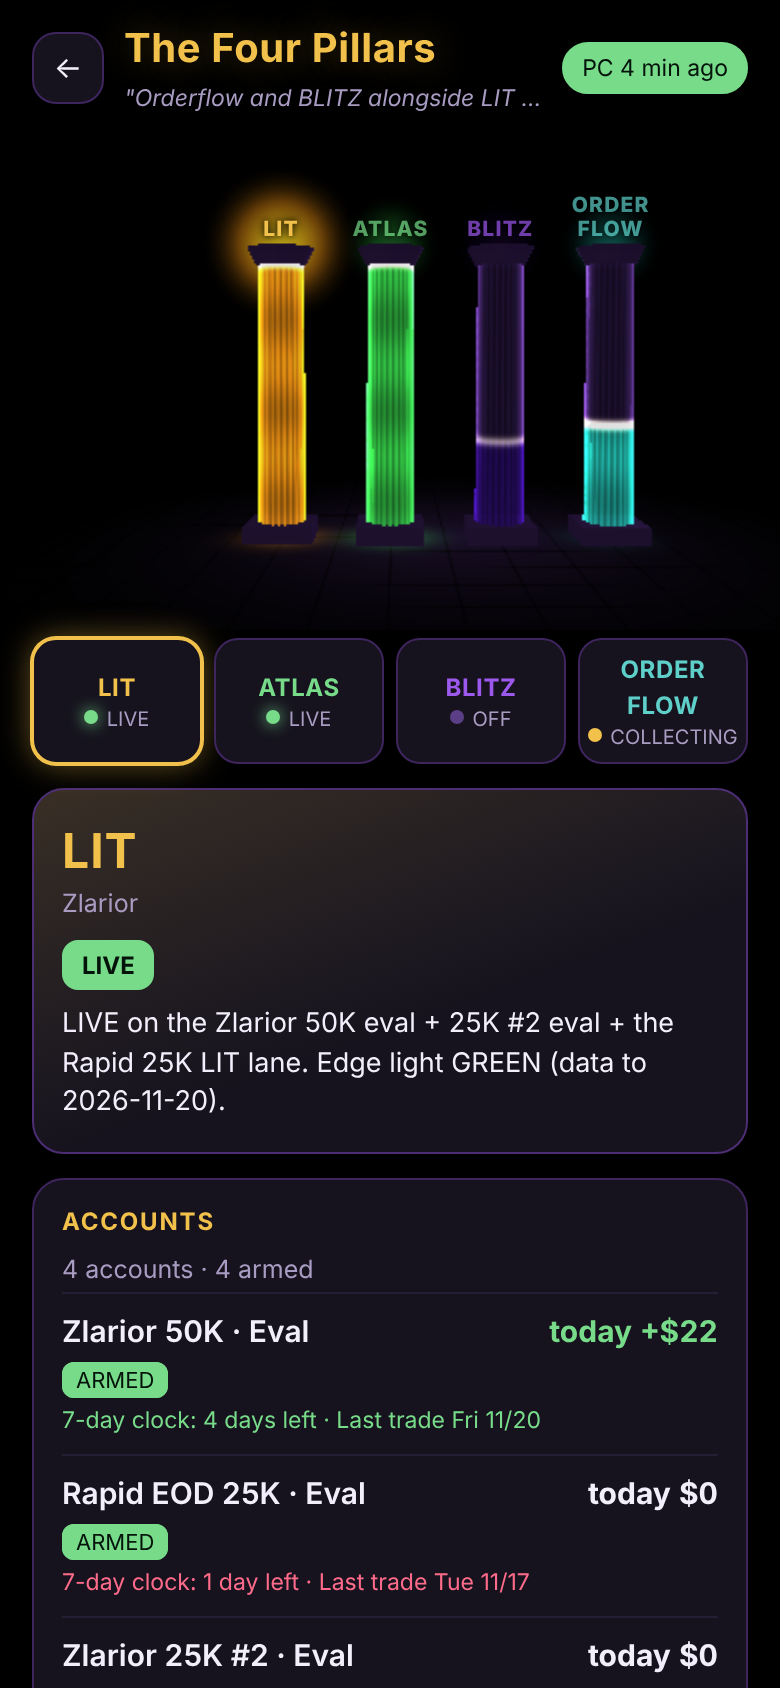 ←
The Four Pillars
"Orderflow and BLITZ alongside LIT ...
PC 4 min ago
LIT
ATLAS
BLITZ
ORDER
FLOW
LIT
LIVE
ATLAS
LIVE
BLITZ
OFF
ORDER
FLOW
COLLECTING
LIT
Zlarior
LIVE
LIVE on the Zlarior 50K eval + 25K #2 eval + the
Rapid 25K LIT lane. Edge light GREEN (data to
2026-11-20).
ACCOUNTS
4 accounts · 4 armed
Zlarior 50K · Eval
today +$22
ARMED
7-day clock: 4 days left · Last trade Fri 11/20
Rapid EOD 25K · Eval
today $0
ARMED
7-day clock: 1 day left · Last trade Tue 11/17
Zlarior 25K #2 · Eval
today $0